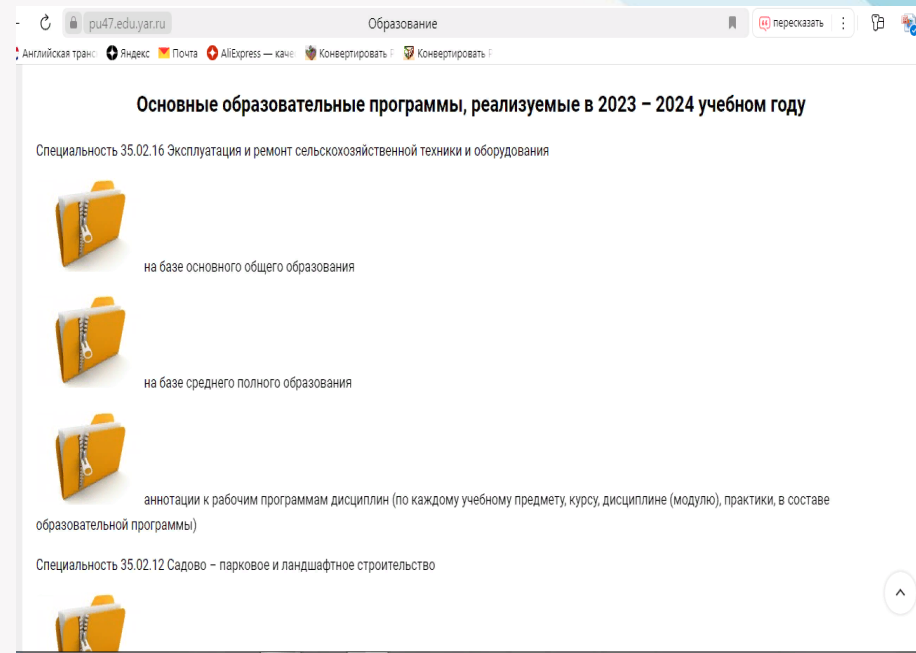 pu47.edu.yar.ru Образование пересказать
Английская транс Яндекс Почта AliExpress — каче Конвертировать Конвертировать
Основные образовательные программы, реализуемые в 2023 – 2024 учебном году
Специальность 35.02.16 Эксплуатация и ремонт сельскохозяйственной техники и оборудования
на базе основного общего образования
на базе среднего полного образования
аннотации к рабочим программам дисциплин (по каждому учебному предмету, курсу, дисциплине (модулю), практики, в составе
образовательной программы)
Специальность 35.02.12 Садово – парковое и ландшафтное строительство